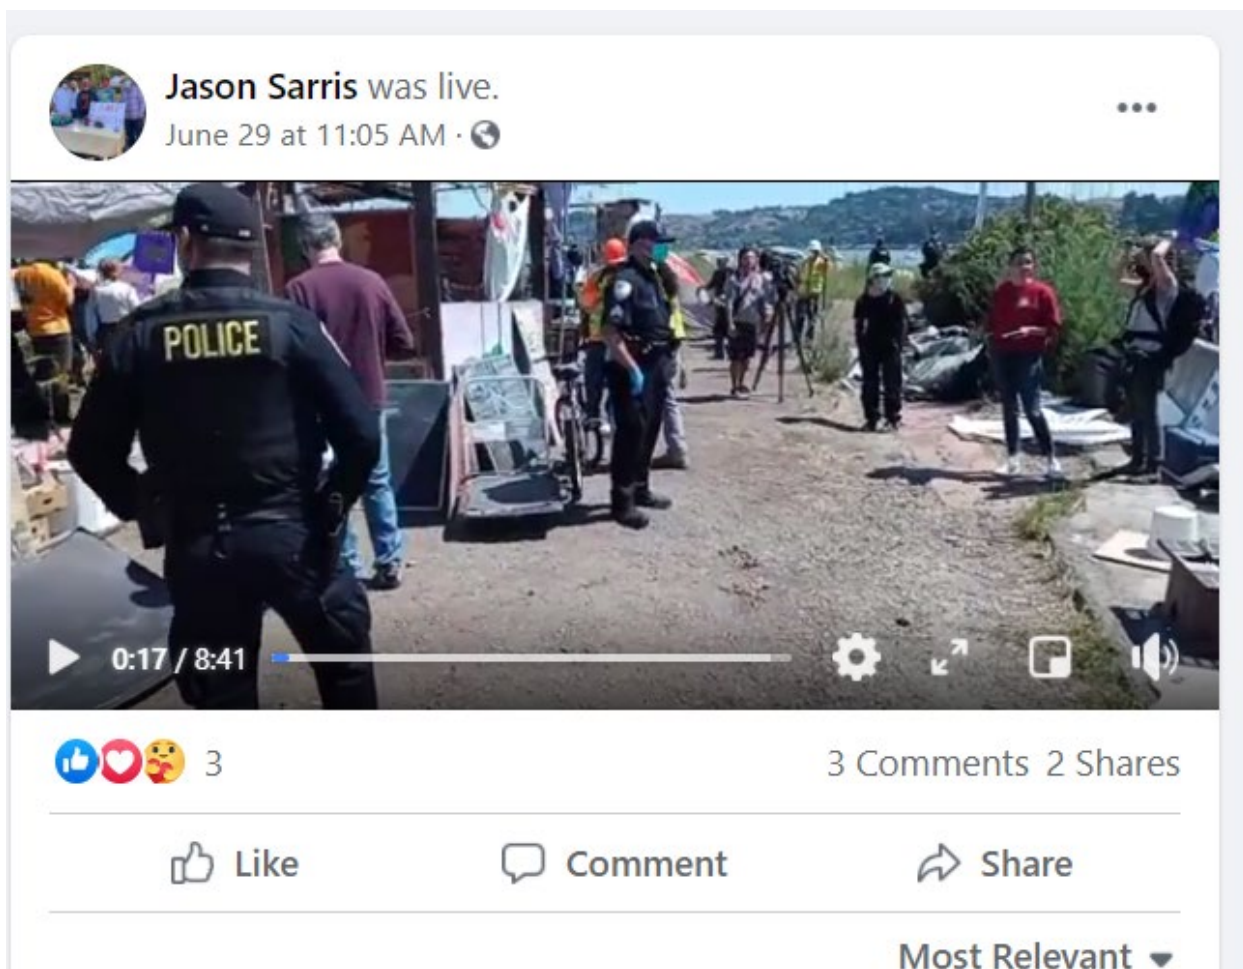 Jason Sarris was live.
June 29 at 11:05 AM ·
POLICE
0:17 / 8:41
3
3 Comments 2 Shares
Like
Comment
Share
Most Relevant